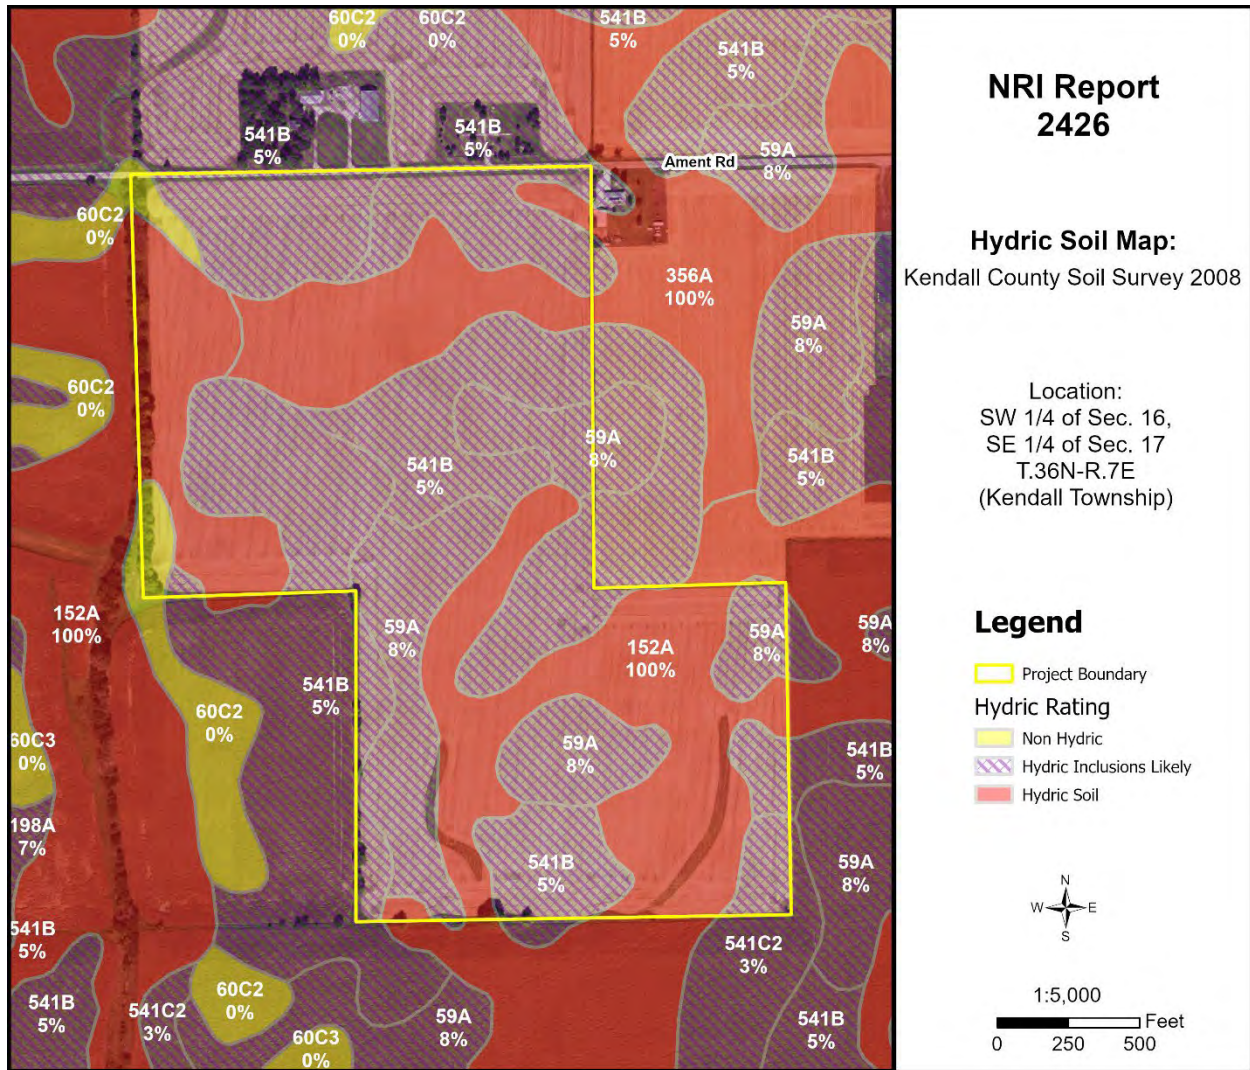 60C2
0%
60C2
0%
541B
5%
541B
5%
541B
5%
541B
5%
Ament Rd
59A
8%
60C2
0%
356A
100%
59A
8%
60C2
0%
59A
8%
541B
5%
541B
5%
152A
100%
59A
8%
152A
100%
59A
8%
59A
8%
541B
5%
60C2
0%
60C3
0%
59A
8%
541B
5%
198A
7%
541B
5%
59A
8%
541B
5%
541C2
3%
541B
5%
541C2
3%
60C2
0%
60C3
0%
59A
8%
541B
5%
NRI Report
2426
Hydric Soil Map:
Kendall County Soil Survey 2008
Location:
SW 1/4 of Sec. 16,
SE 1/4 of Sec. 17
T.36N-R.7E
(Kendall Township)
Legend
Project Boundary
Hydric Rating
Non Hydric
Hydric Inclusions Likely
Hydric Soil
N
W E
S
1:5,000
Feet
0 250 500